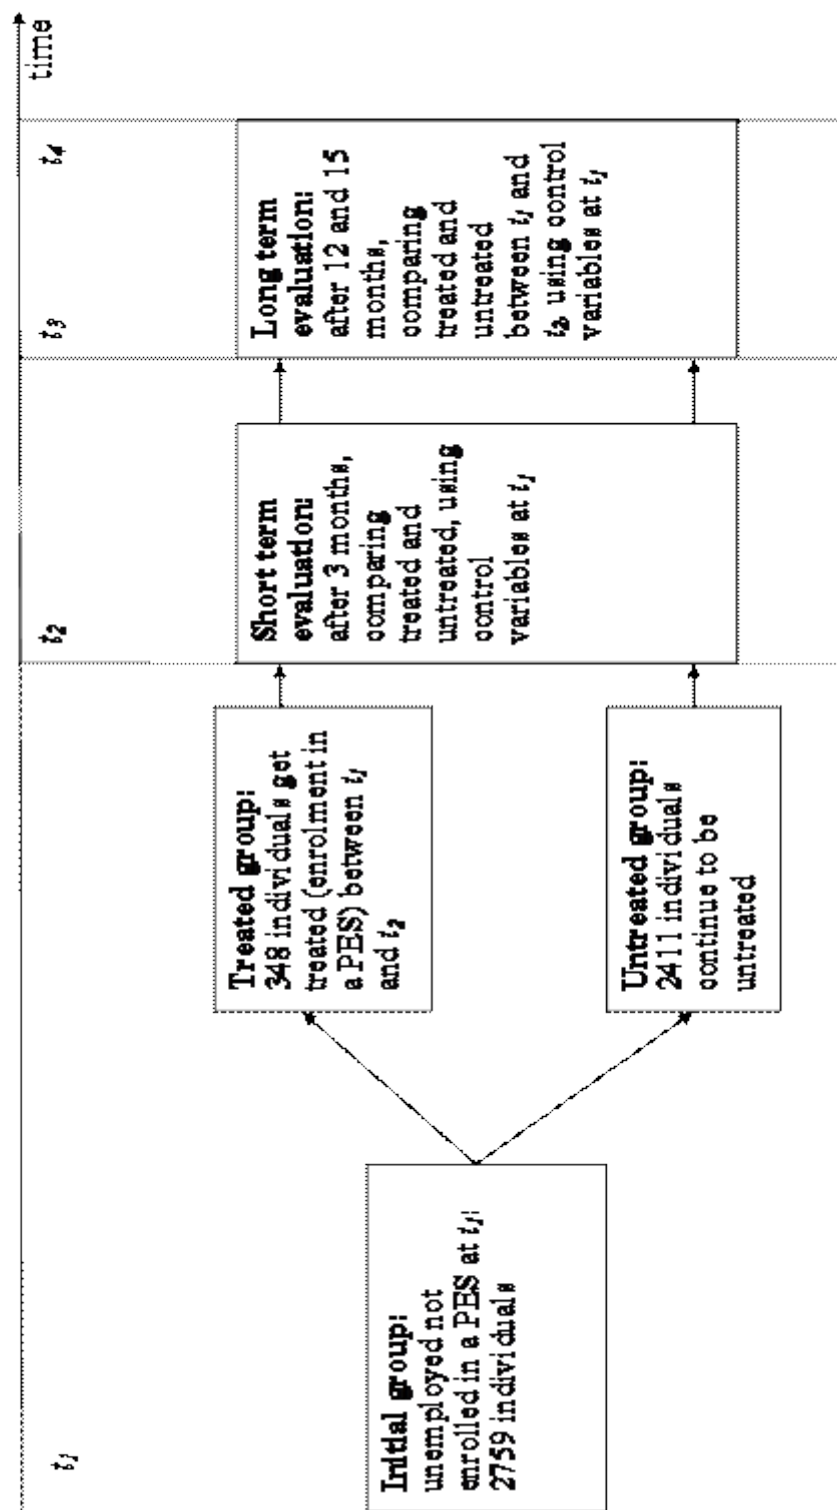 time
t1
t2
t3
t4
Initial group:
unemployed not
enrolled in a PES at t1:
2759 individuals
Treated group:
348 individuals get
treated (enrolment in
a PES) between t1
and t2
Untreated group:
2411 individuals
continue to be
untreated
Short term
evaluation:
after 3 months,
comparing
treated and
untreated, using
control
variables at t1
Long term
evaluation:
after 12 and 15
months,
comparing
treated and
untreated
between t1 and
t2, using control
variables at t1